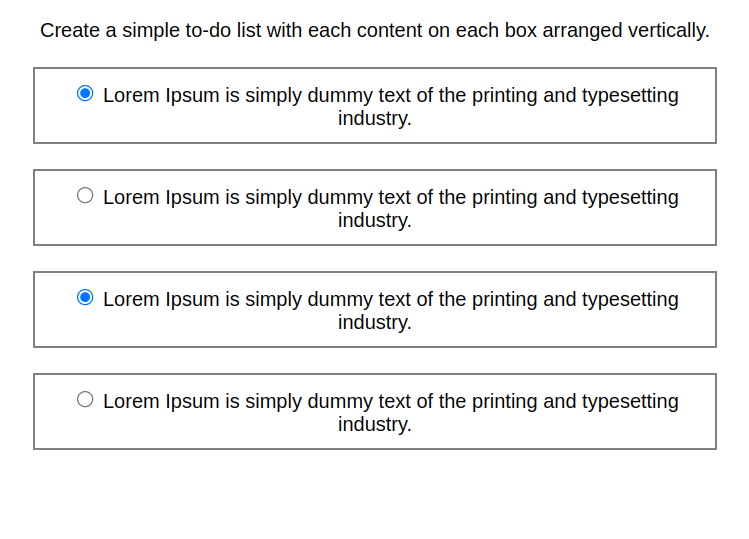 Create a simple to-do list with each content on each box arranged vertically.
Lorem Ipsum is simply dummy text of the printing and typesetting
industry.
Lorem Ipsum is simply dummy text of the printing and typesetting
industry.
Lorem Ipsum is simply dummy text of the printing and typesetting
industry.
Lorem Ipsum is simply dummy text of the printing and typesetting
industry.